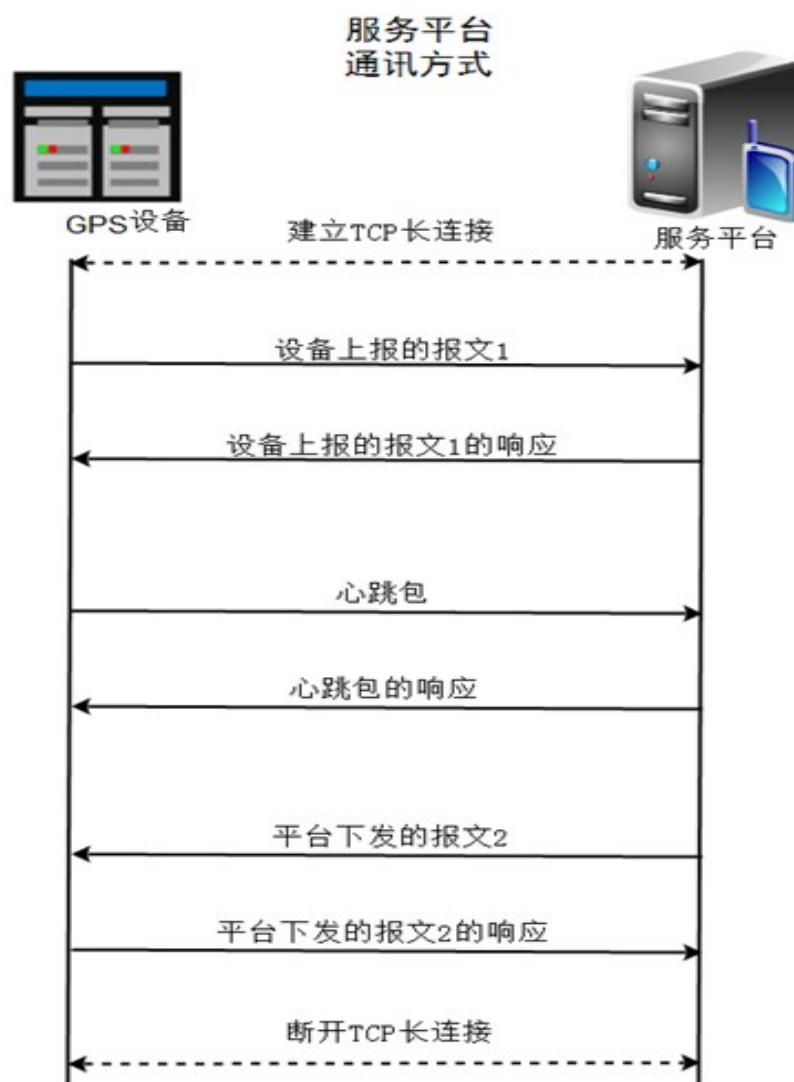 服务平台
通讯方式
GPS设备
服务平台
建立TCP长连接
设备上报的报文1
设备上报的报文1的响应
心跳包
心跳包的响应
平台下发的报文2
平台下发的报文2的响应
断开TCP长连接